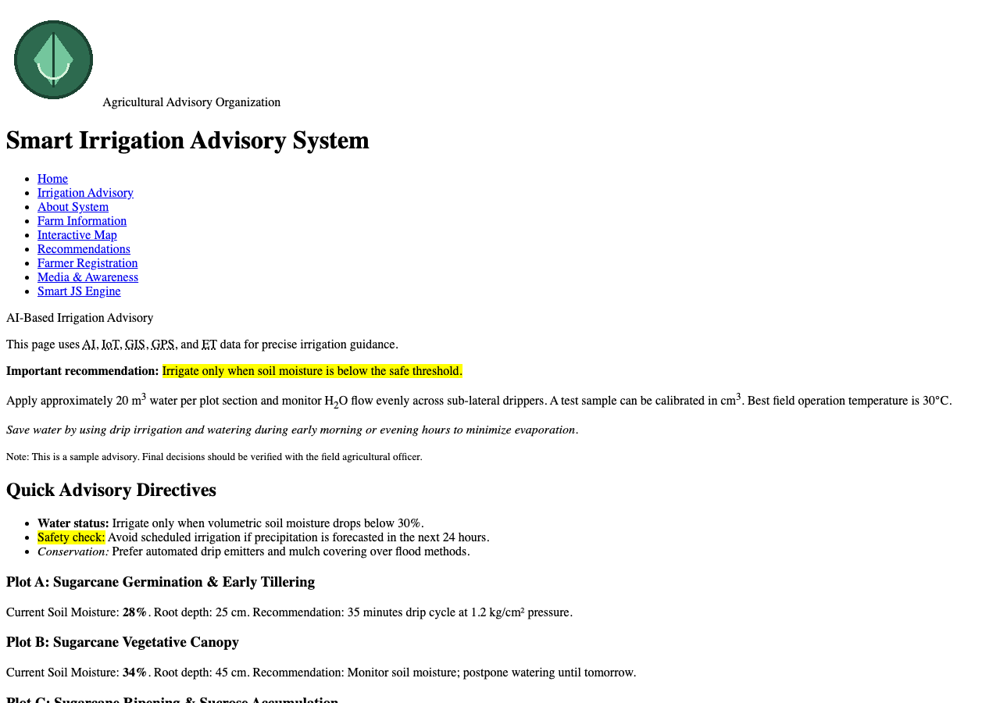 Agricultural Advisory Organization
Smart Irrigation Advisory System
Home
Irrigation Advisory
About System
Farm Information
Interactive Map
Recommendations
Farmer Registration
Media & Awareness
Smart JS Engine
AI-Based Irrigation Advisory
This page uses AI, IoT, GIS, GPS, and ET data for precise irrigation guidance.
Important recommendation: Irrigate only when soil moisture is below the safe threshold.
Apply approximately 20 m³ water per plot section and monitor H₂O flow evenly across sub-lateral drippers. A test sample can be calibrated in cm³. Best field operation temperature is 30°C.
Save water by using drip irrigation and watering during early morning or evening hours to minimize evaporation.
Note: This is a sample advisory. Final decisions should be verified with the field agricultural officer.
Quick Advisory Directives
Water status: Irrigate only when volumetric soil moisture drops below 30%.
Safety check: Avoid scheduled irrigation if precipitation is forecasted in the next 24 hours.
Conservation: Prefer automated drip emitters and mulch covering over flood methods.
Plot A: Sugarcane Germination & Early Tillering
Current Soil Moisture: 28%. Root depth: 25 cm. Recommendation: 35 minutes drip cycle at 1.2 kg/cm² pressure.
Plot B: Sugarcane Vegetative Canopy
Current Soil Moisture: 34%. Root depth: 45 cm. Recommendation: Monitor soil moisture; postpone watering until tomorrow.
Plot C: Sugarcane Ripening & Sucrose Accumulation